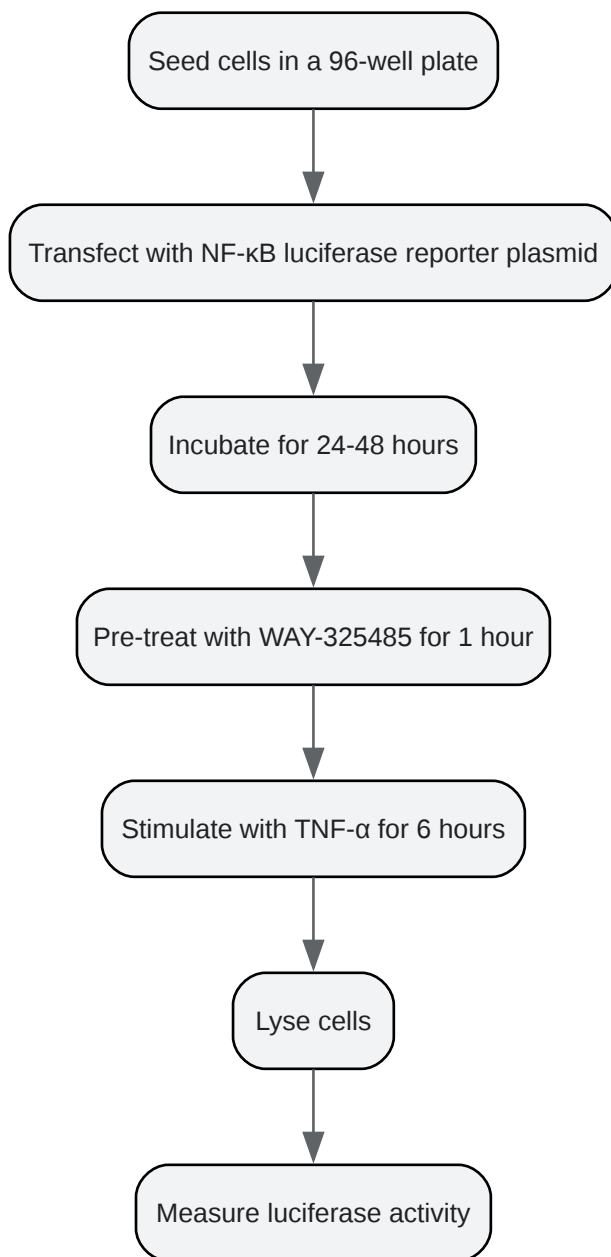 Seed cells in a 96-well plate
Transfect with NF-κB luciferase reporter plasmid
Incubate for 24-48 hours
Pre-treat with WAY-325485 for 1 hour
Stimulate with TNF-α for 6 hours
Lyse cells
Measure luciferase activity